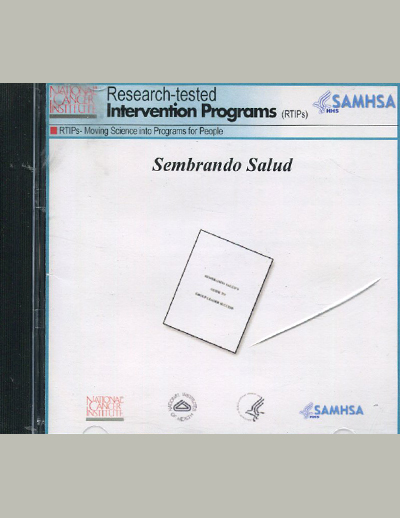 NATIONAL
CANCER
INSTITUTE
Research-tested
Intervention Programs (RTIPs)
SAMHSA
HHS
■ RTIPs- Moving Science into Programs for People
Sembrando Salud
NATIONAL
CANCER
INSTITUTE
SAMHSA